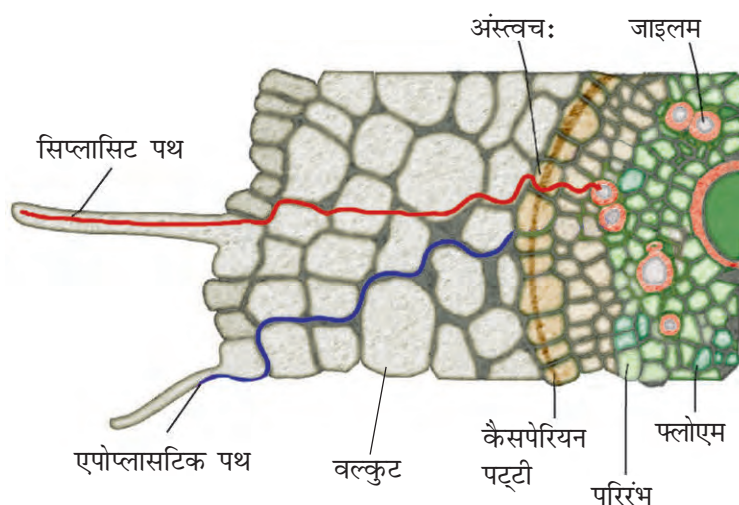 अंस्त्वच:
जाइलम
सिप्लासिट पथ
एपोप्लासटिक पथ
वल्कुट
कैसपेरियन
पट्टी
परिरंभ
फ्लोएम